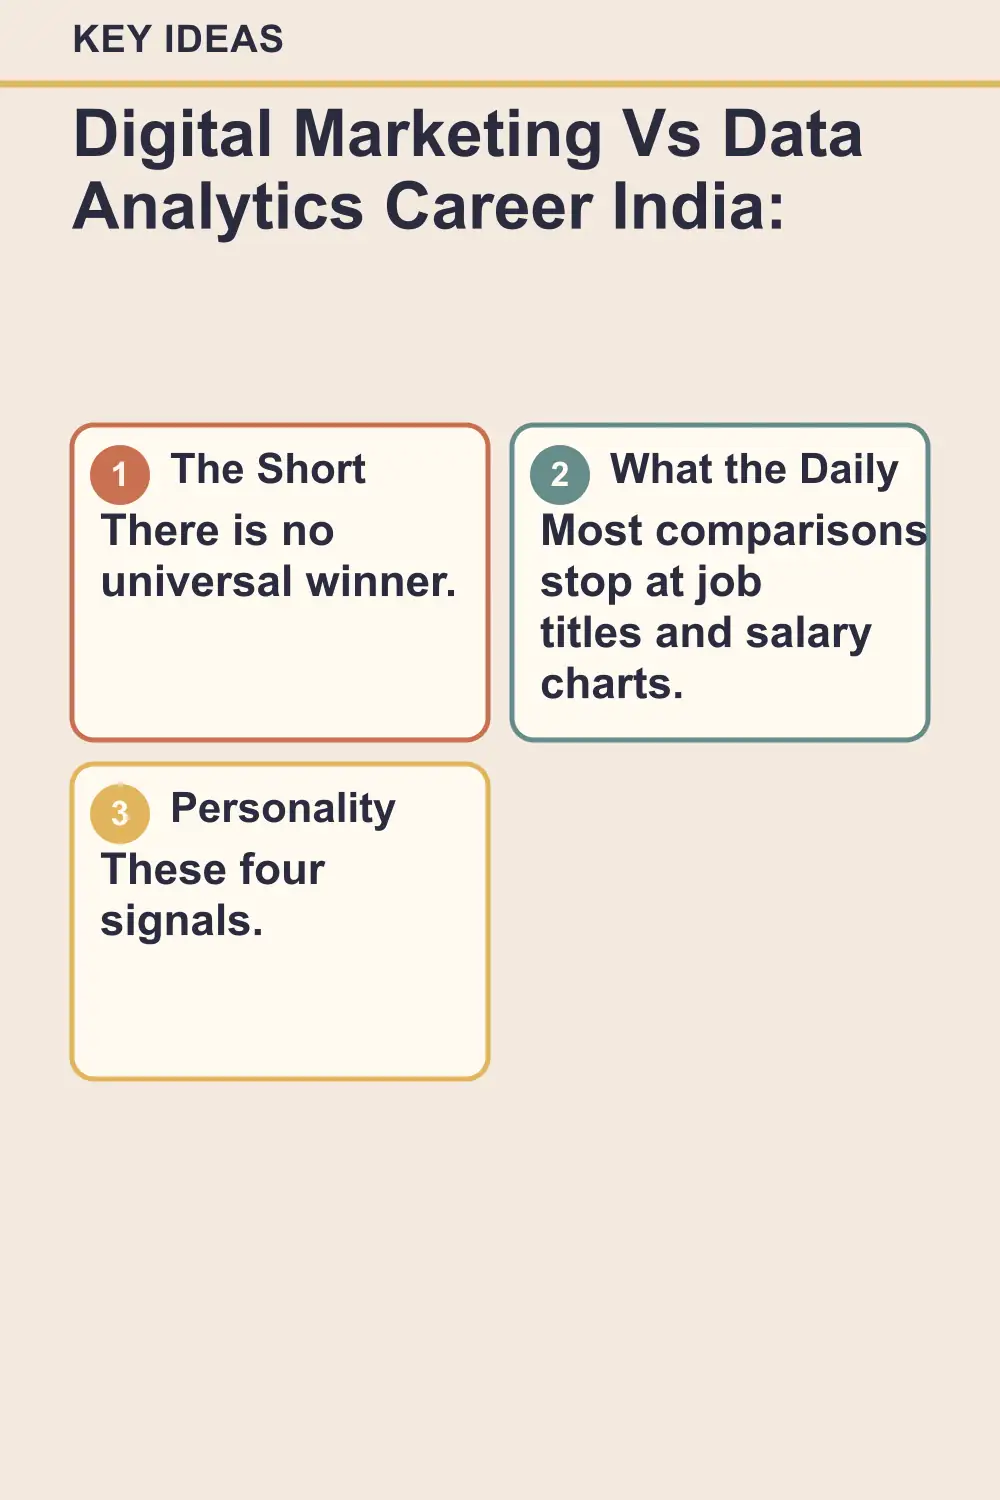 KEY IDEAS
Digital Marketing Vs Data
Analytics Career India:
1 The Short
There is no
universal winner.
2 What the Daily
Most comparisons
stop at job
titles and salary
charts.
3 Personality
These four
signals.